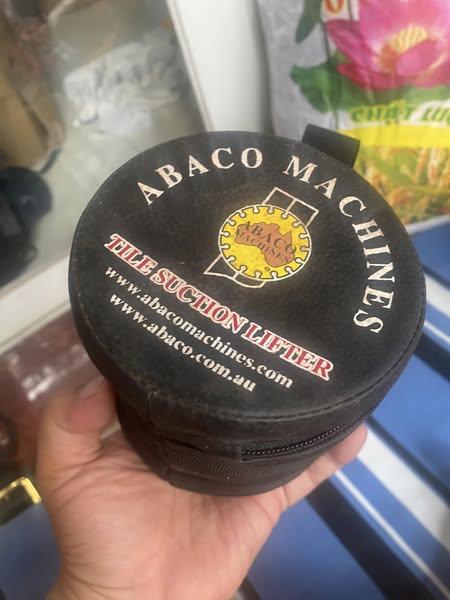 ABACO MACHINES
ABACO
MACHINES
TILE SUCTION LIFTER
www.abacomachines.com
www.abaco.com.au